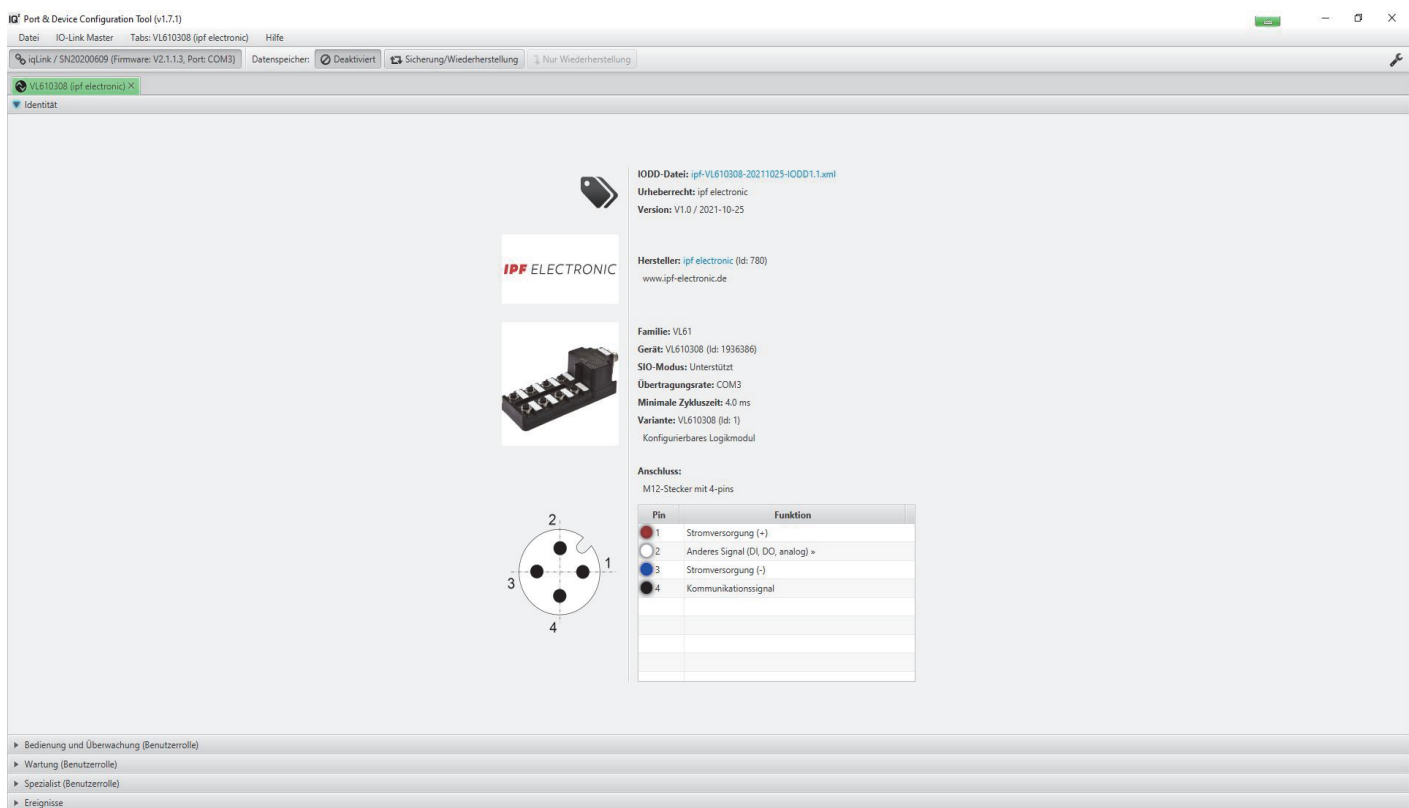 IQ² Port & Device Configuration Tool (v1.7.1)
Datei IO-Link Master Tabs: VL610308 (ipf electronic) Hilfe
iqLink / SN20200609 (Firmware: V2.1.1.3, Port: COM3) Datenspeicher: Deaktiviert Sicherung/Wiederherstellung Nur Wiederherstellung
VL610308 (ipf electronic)
Identität
IODD-Datei: ipf-VL610308-20211025-IODD1.1.xml
Urheberrecht: ipf electronic
Version: V1.0 / 2021-10-25
IPF ELECTRONIC
Hersteller: ipf electronic (Id: 780)
www.ipf-electronic.de
Familie: VL61
Gerät: VL610308 (Id: 1936386)
SIO-Modus: Unterstützt
Übertragungsrate: COM3
Minimale Zykluszeit: 4.0 ms
Variante: VL610308 (Id: 1)
Konfigurierbares Logikmodul
Anschluss:
M12-Stecker mit 4-pins
2
1
3
4
Pin Funktion
1 Stromversorgung (+)
2 Anderes Signal (DI, DO, analog) »
3 Stromversorgung (-)
4 Kommunikationssignal
Bedienung und Überwachung (Benutzerrolle)
Wartung (Benutzerrolle)
Spezialist (Benutzerrolle)
Ereignisse